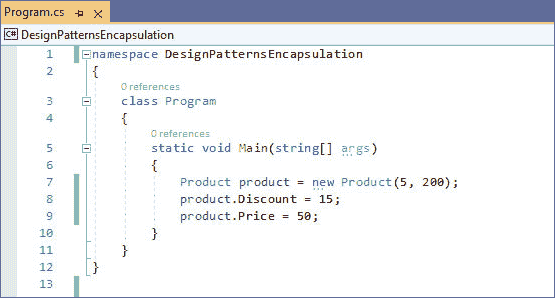 Program.cs
C# DesignPatternsEncapsulation
1 namespace DesignPatternsEncapsulation
2 {
0 references
3 class Program
4 {
0 references
5 static void Main(string[] args)
6 {
7 Product product = new Product(5, 200);
8 product.Discount = 15;
9 product.Price = 50;
10 }
11 }
12 }
13